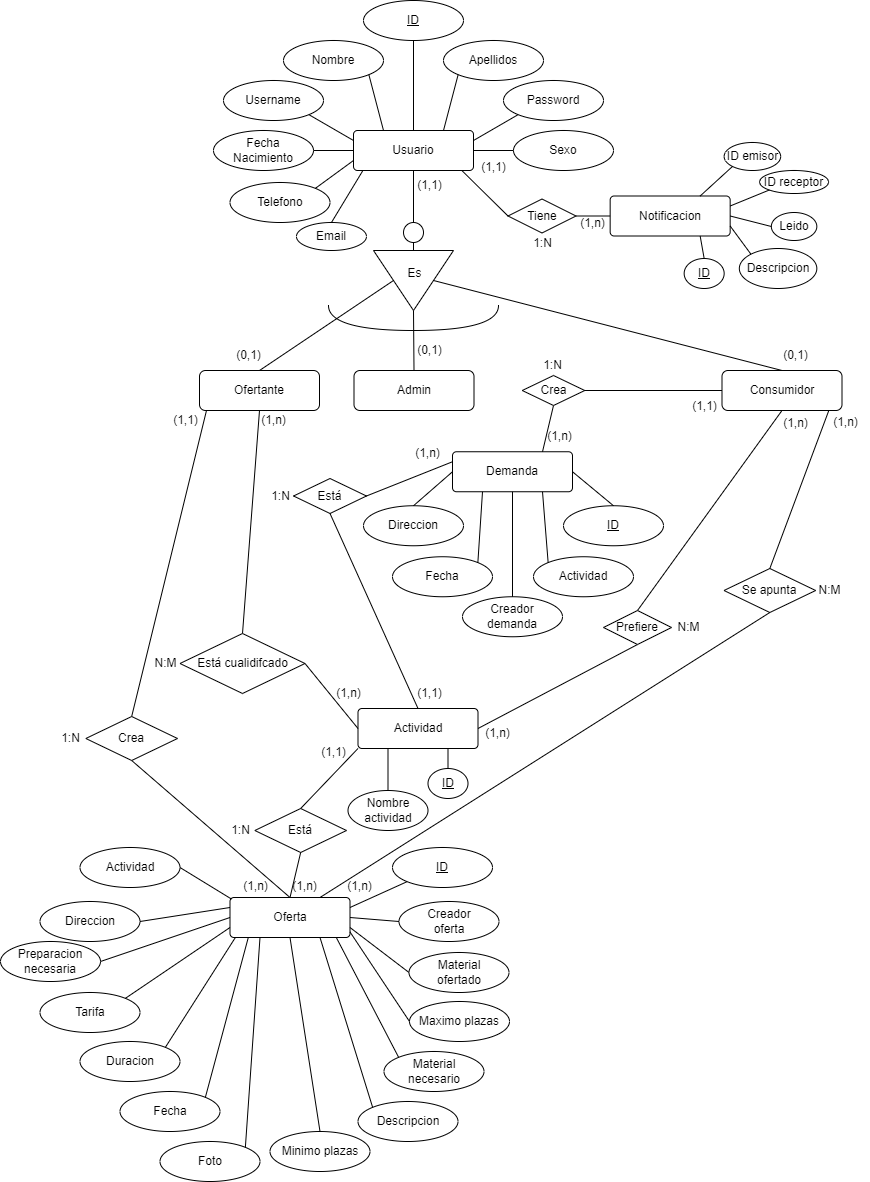 ID
Nombre
Apellidos
Username
Password
Fecha
Nacimiento
Usuario
Sexo
(1,1)
(1,1)
ID emisor
ID receptor
Telefono
Email
Tiene
1:N
(1,n)
Notificacion
Leido
Descripcion
ID
Es
(0,1)
(0,1)
(0,1)
Ofertante
Admin
1:N
Crea
Consumidor
(1,1)
(1,1)
(1,n)
(1,n)
(1,n)
(1,n)
(1,n)
Demanda
1:N
Está
Direccion
ID
Fecha
Actividad
Creador
demanda
Se apunta
N:M
Prefiere
N:M
N:M
Está cualidifcado
(1,n)
(1,1)
Actividad
(1,n)
1:N
Crea
(1,1)
Nombre
actividad
ID
1:N
Está
Actividad
(1,n)
(1,n)
(1,n)
ID
Oferta
Direccion
Creador
oferta
Preparacion
necesaria
Material
ofertado
Tarifa
Maximo plazas
Duracion
Material
necesario
Fecha
Descripcion
Foto
Minimo plazas